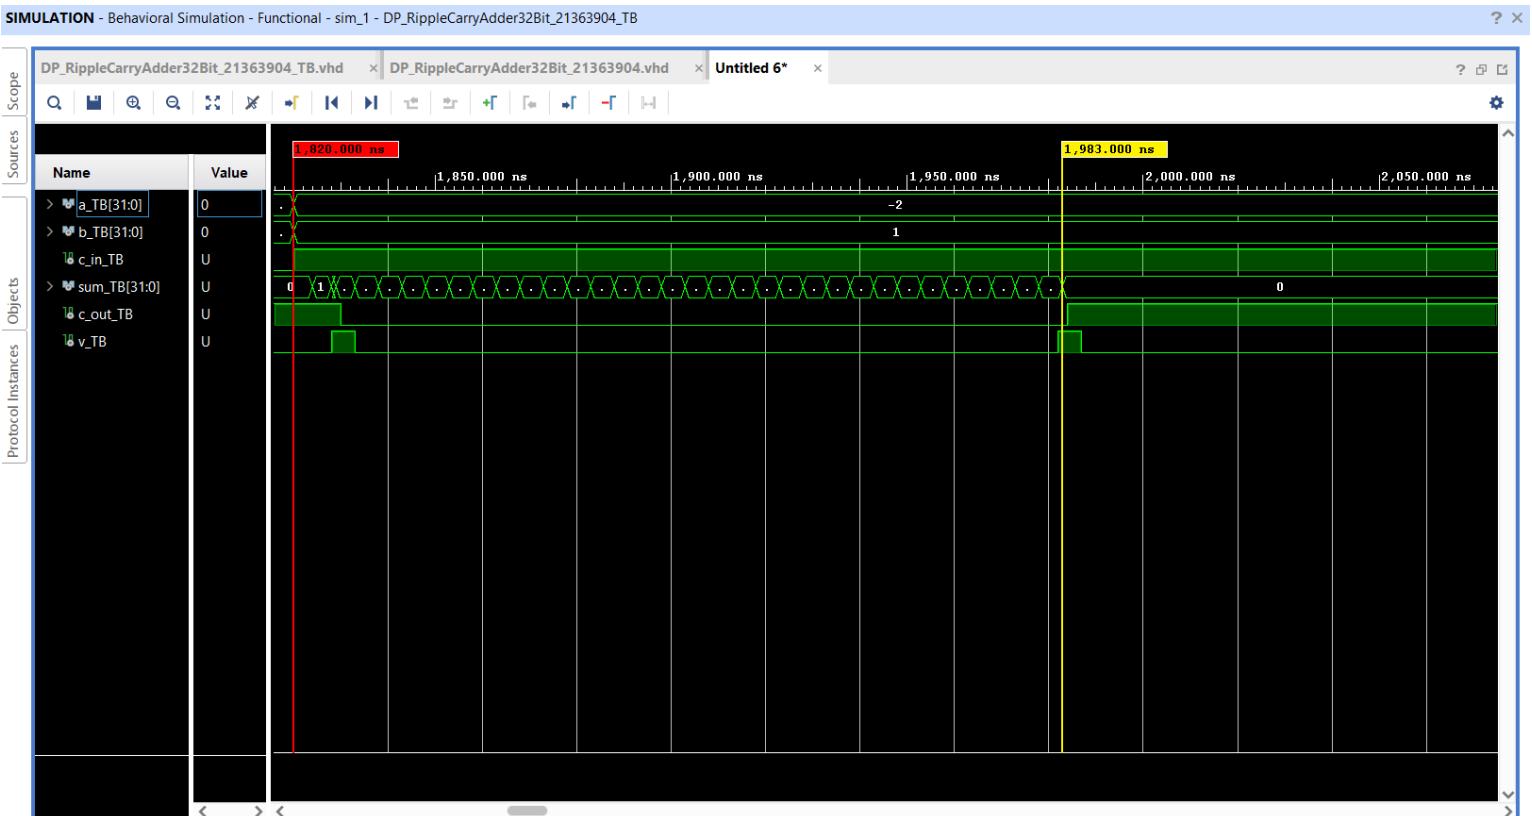 SIMULATION - Behavioral Simulation - Functional - sim_1 - DP_RippleCarryAdder32Bit_21363904_TB ? ×
DP_RippleCarryAdder32Bit_21363904_TB.vhd × DP_RippleCarryAdder32Bit_21363904.vhd × Untitled 6* × ?
Scope
Sources
Objects
Protocol Instances
1,820.000 ns 1,983.000 ns
Name Value 1,850.000 ns 1,900.000 ns 1,950.000 ns 2,000.000 ns 2,050.000 ns
a_TB[31:0] 0 . -2
b_TB[31:0] 0 . 1
c_in_TB U
sum_TB[31:0] U 0 1 . . . . . . . . . . . . . . . . . . . . . . . . . . . . . . 0
c_out_TB U
v_TB U